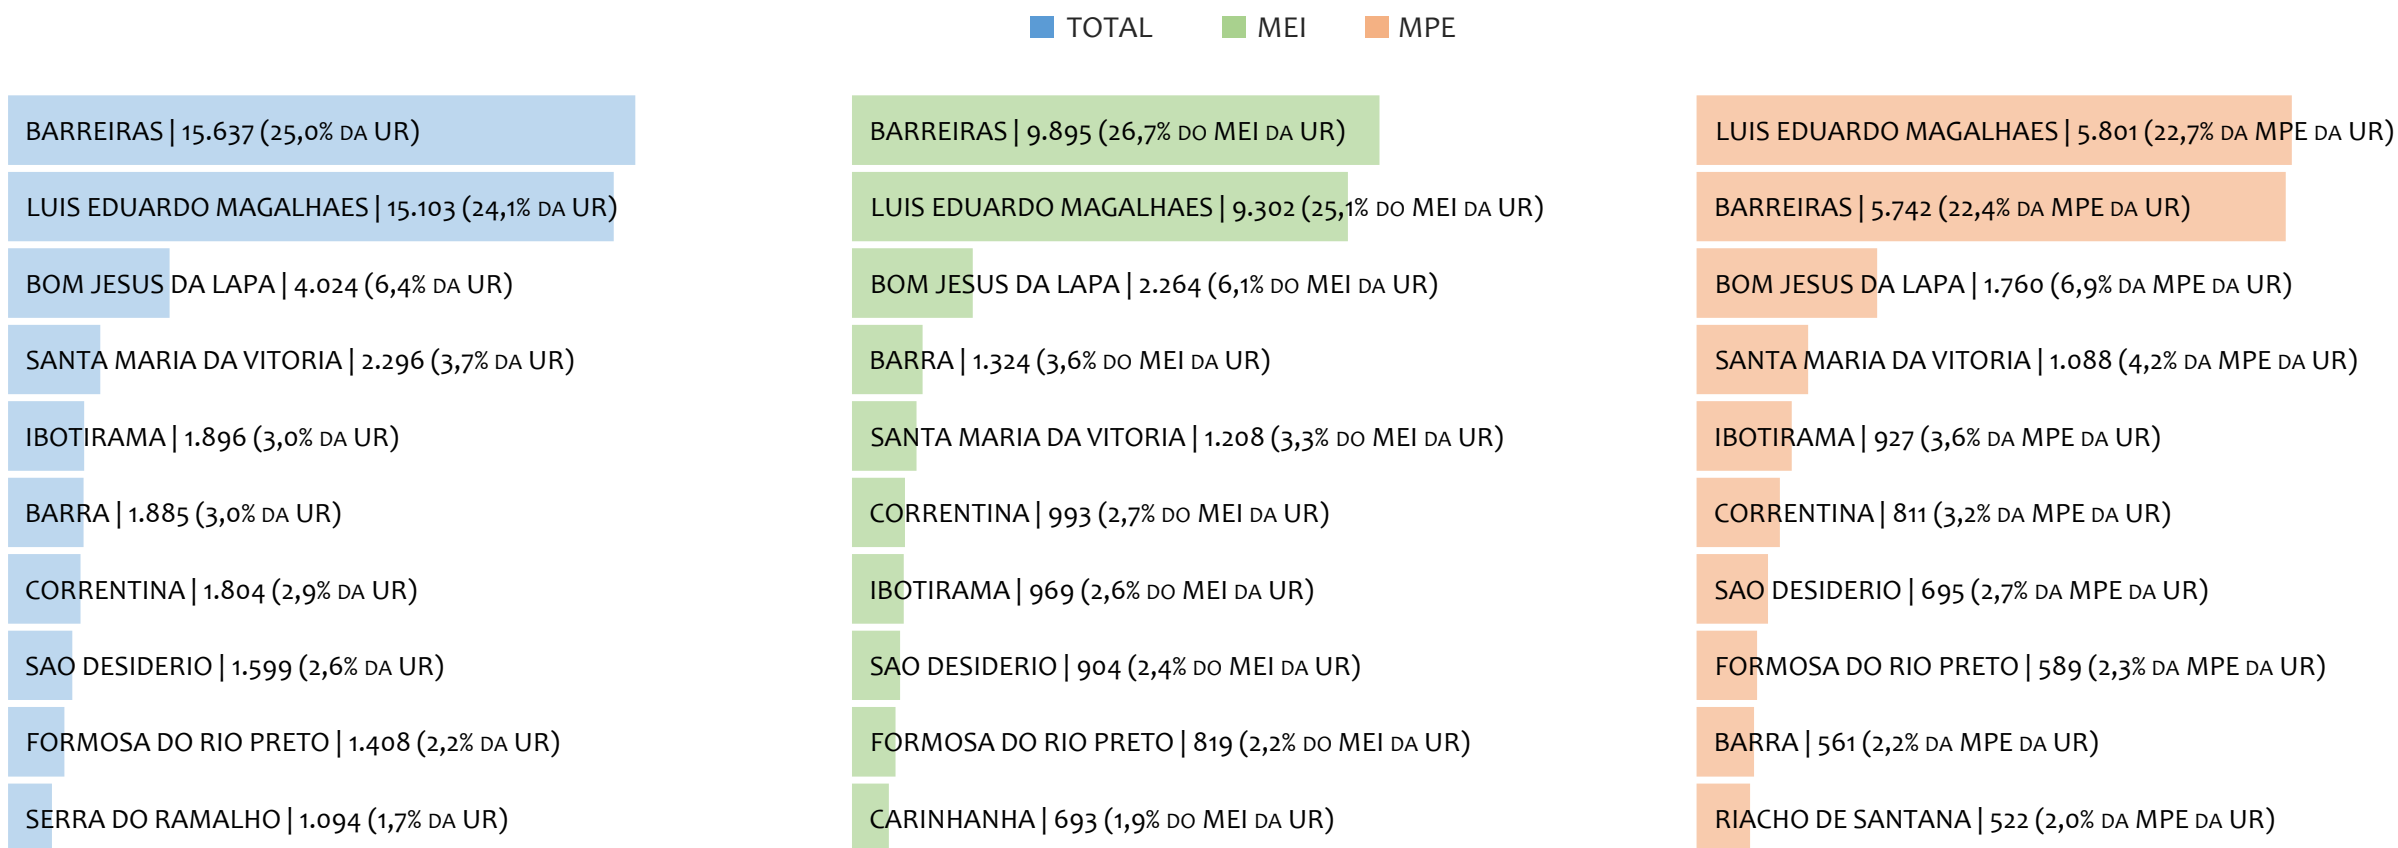 TOTAL MEI MPE
BARREIRAS | 15.637 (25,0% DA UR)
LUIS EDUARDO MAGALHAES | 15.103 (24,1% DA UR)
BOM JESUS DA LAPA | 4.024 (6,4% DA UR)
SANTA MARIA DA VITORIA | 2.296 (3,7% DA UR)
IBOTIRAMA | 1.896 (3,0% DA UR)
BARRA | 1.885 (3,0% DA UR)
CORRENTINA | 1.804 (2,9% DA UR)
SAO DESIDERIO | 1.599 (2,6% DA UR)
FORMOSA DO RIO PRETO | 1.408 (2,2% DA UR)
SERRA DO RAMALHO | 1.094 (1,7% DA UR)
BARREIRAS | 9.895 (26,7% DO MEI DA UR)
LUIS EDUARDO MAGALHAES | 9.302 (25,1% DO MEI DA UR)
BOM JESUS DA LAPA | 2.264 (6,1% DO MEI DA UR)
BARRA | 1.324 (3,6% DO MEI DA UR)
SANTA MARIA DA VITORIA | 1.208 (3,3% DO MEI DA UR)
CORRENTINA | 993 (2,7% DO MEI DA UR)
IBOTIRAMA | 969 (2,6% DO MEI DA UR)
SAO DESIDERIO | 904 (2,4% DO MEI DA UR)
FORMOSA DO RIO PRETO | 819 (2,2% DO MEI DA UR)
CARINHANHA | 693 (1,9% DO MEI DA UR)
LUIS EDUARDO MAGALHAES | 5.801 (22,7% DA MPE DA UR)
BARREIRAS | 5.742 (22,4% DA MPE DA UR)
BOM JESUS DA LAPA | 1.760 (6,9% DA MPE DA UR)
SANTA MARIA DA VITORIA | 1.088 (4,2% DA MPE DA UR)
IBOTIRAMA | 927 (3,6% DA MPE DA UR)
CORRENTINA | 811 (3,2% DA MPE DA UR)
SAO DESIDERIO | 695 (2,7% DA MPE DA UR)
FORMOSA DO RIO PRETO | 589 (2,3% DA MPE DA UR)
BARRA | 561 (2,2% DA MPE DA UR)
RIACHO DE SANTANA | 522 (2,0% DA MPE DA UR)